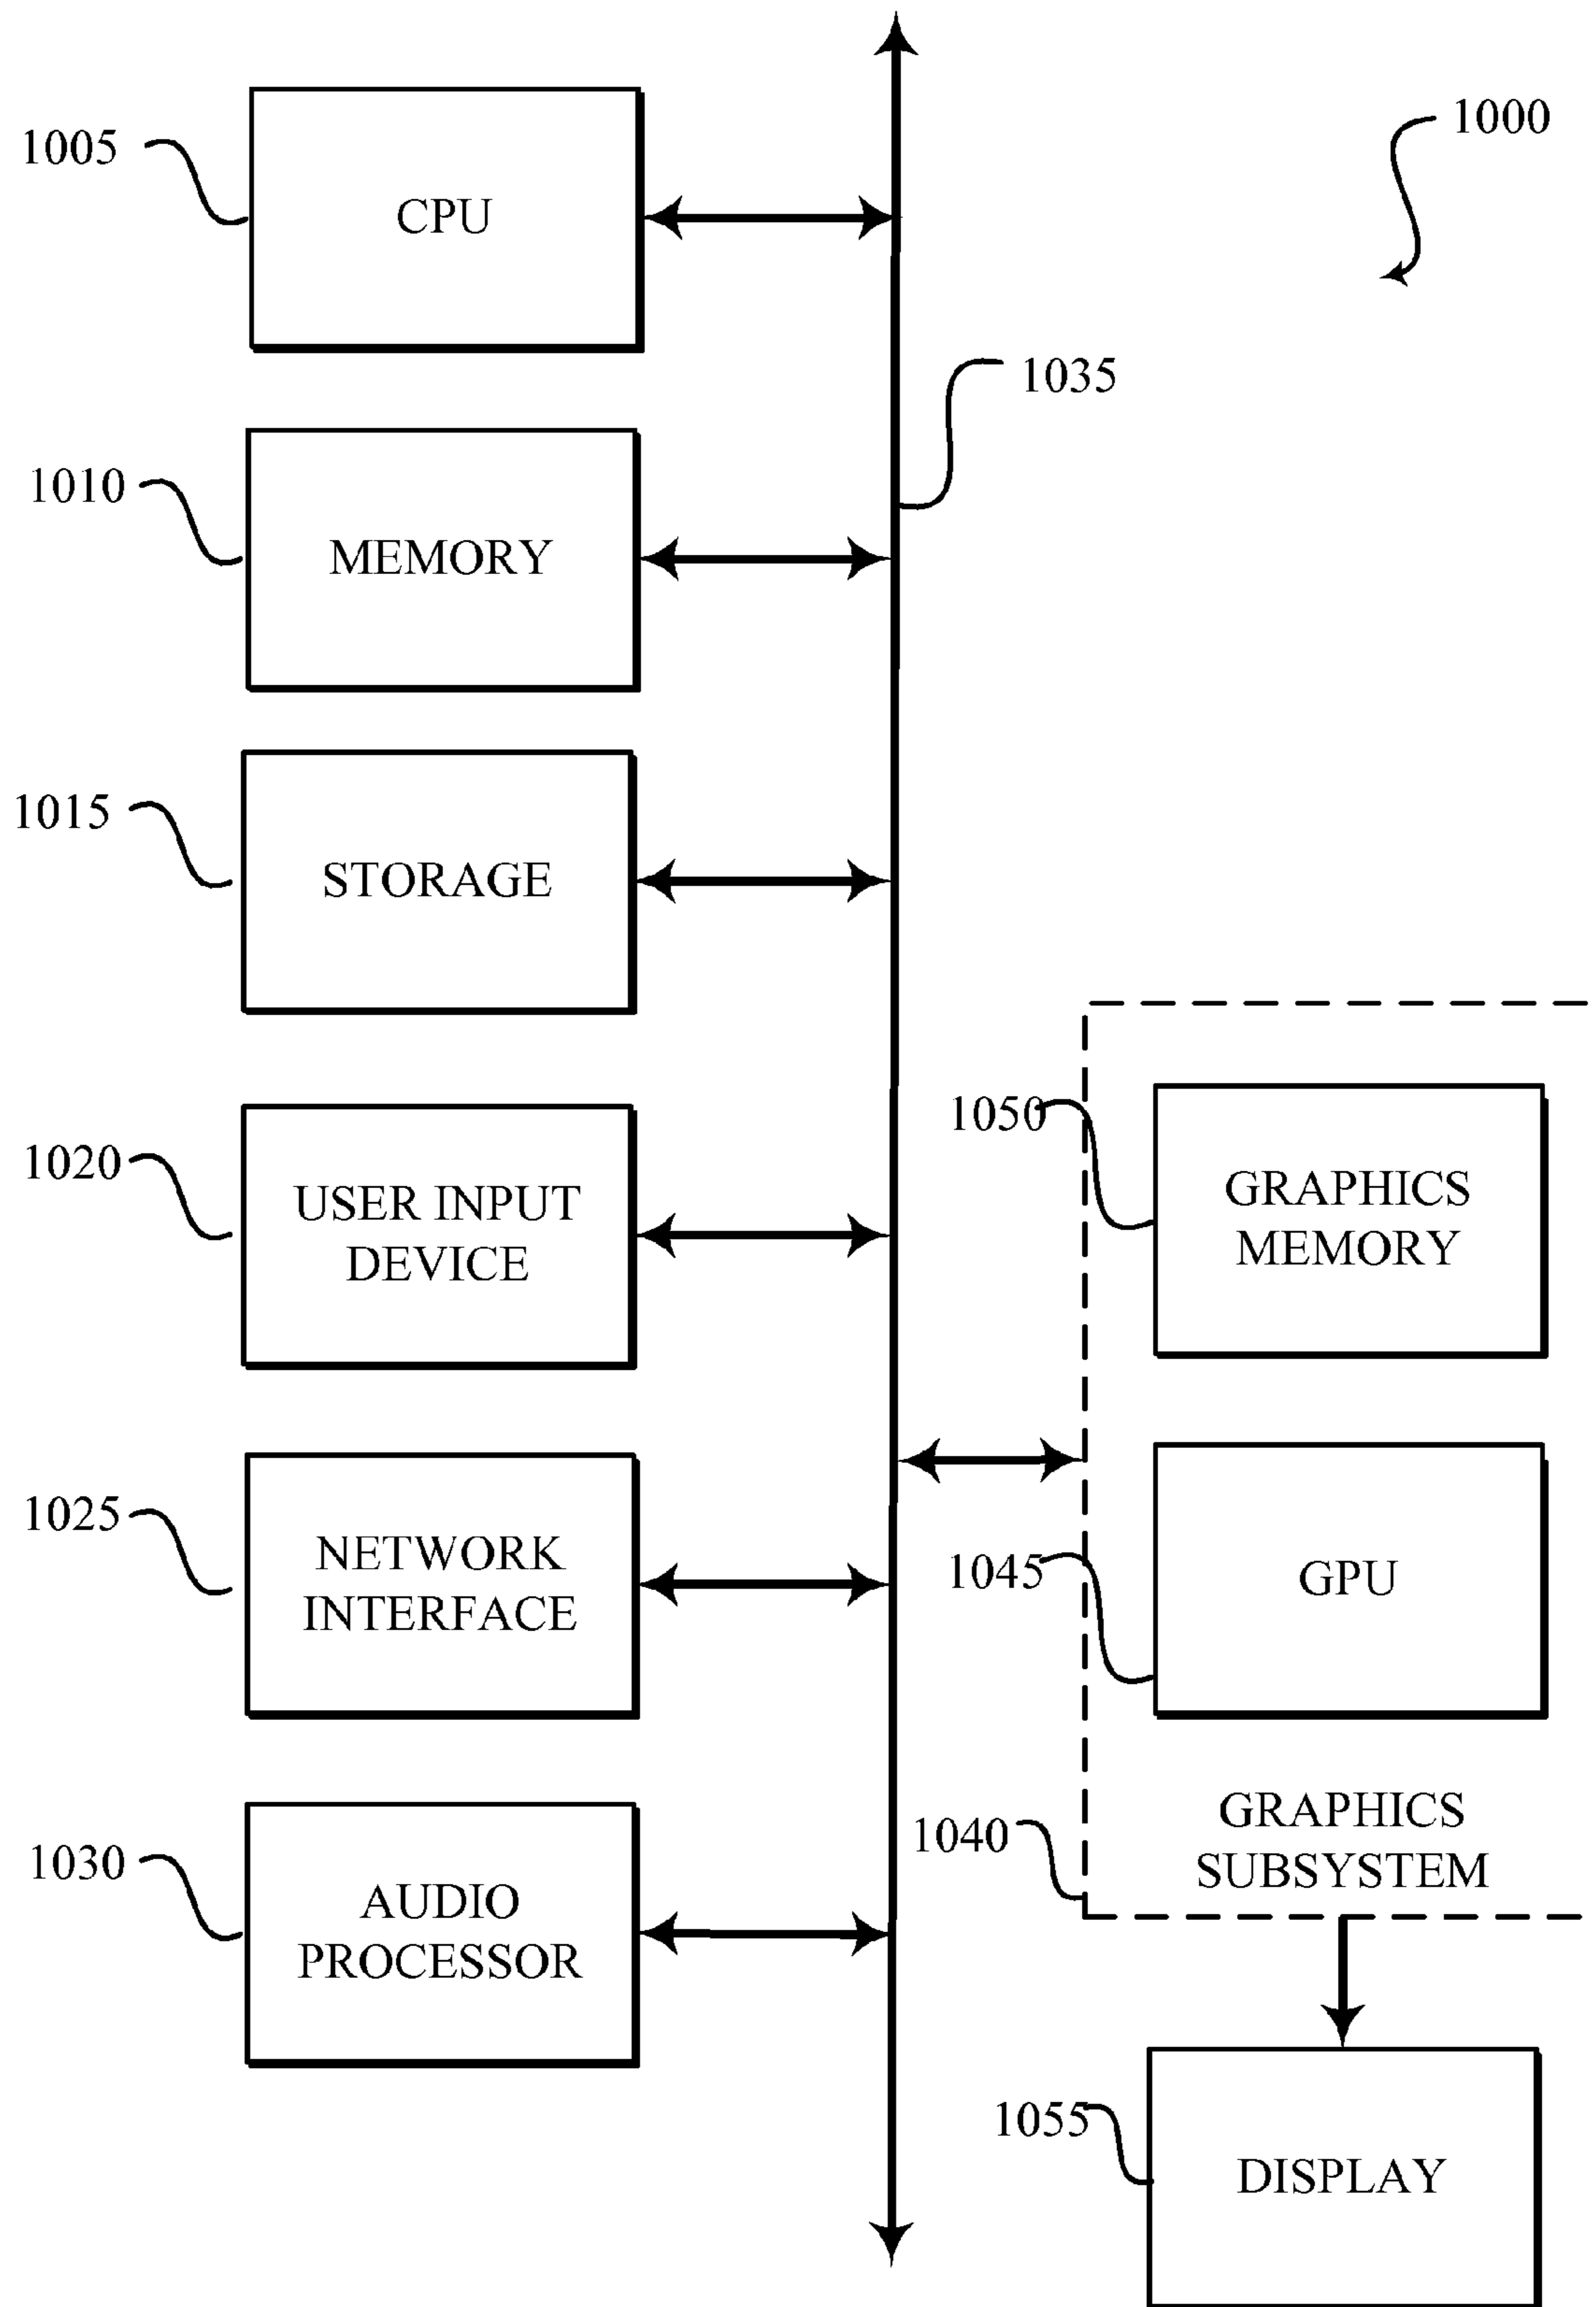 1000
1005
CPU
1035
1010
MEMORY
1015
STORAGE
1050
GRAPHICS
MEMORY
1020
USER INPUT
DEVICE
1025
NETWORK
INTERFACE
1045
GPU
1040
GRAPHICS
SUBSYSTEM
1030
AUDIO
PROCESSOR
1055
DISPLAY